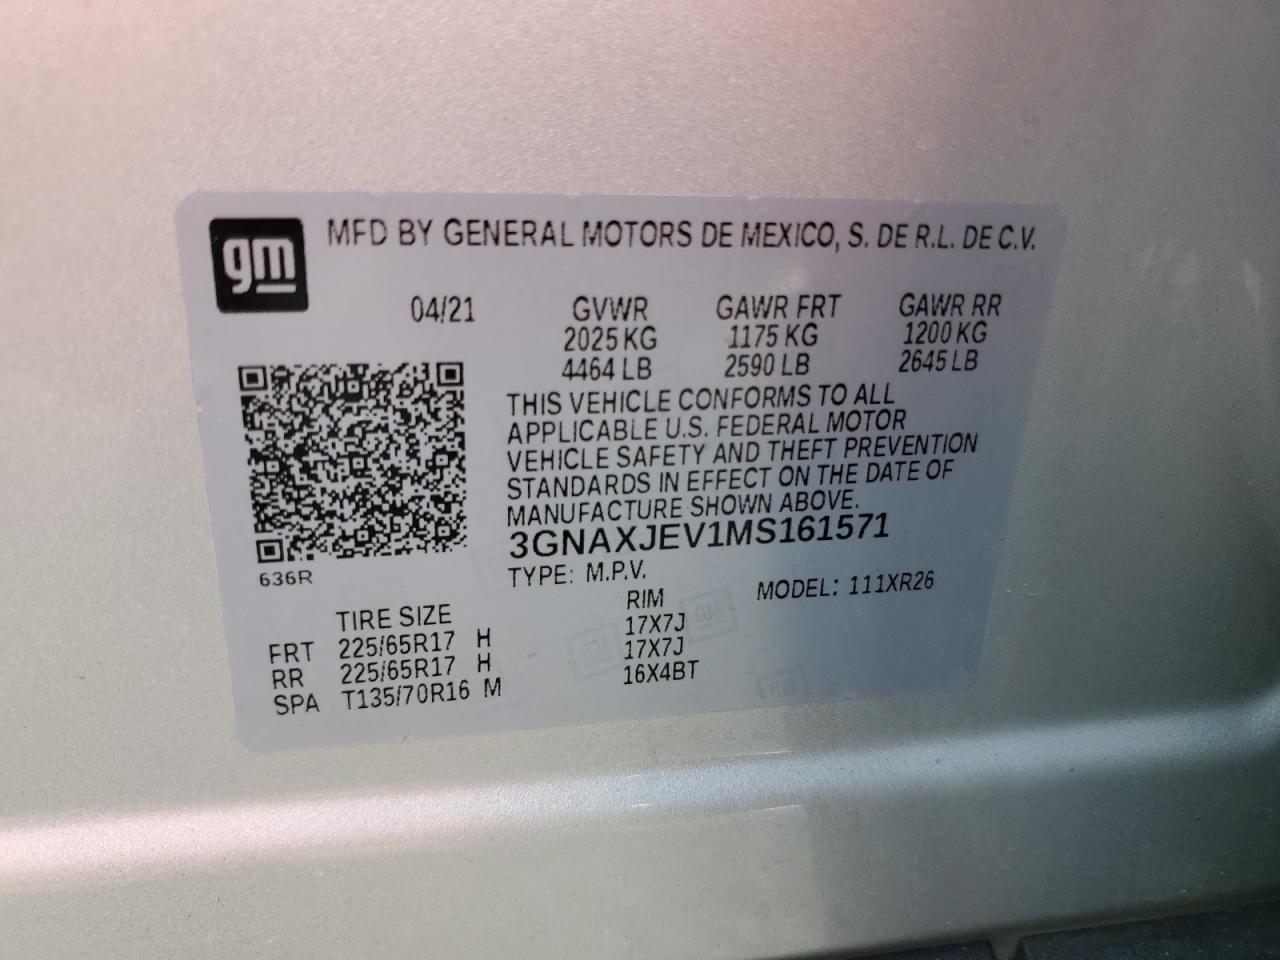 gm
MFD BY GENERAL MOTORS DE MEXICO, S. DE R.L. DE C.V.
04/21 GVWR GAWR FRT GAWR RR
2025 KG 1175 KG 1200 KG
4464 LB 2590 LB 2645 LB
THIS VEHICLE CONFORMS TO ALL
APPLICABLE U.S. FEDERAL MOTOR
VEHICLE SAFETY AND THEFT PREVENTION
STANDARDS IN EFFECT ON THE DATE OF
MANUFACTURE SHOWN ABOVE.
3GNAXJEV1MS161571
636R
TYPE: M.P.V. MODEL: 111XR26
TIRE SIZE RIM
FRT 225/65R17 H 17X7J
RR 225/65R17 H 17X7J
SPA T135/70R16 M 16X4BT